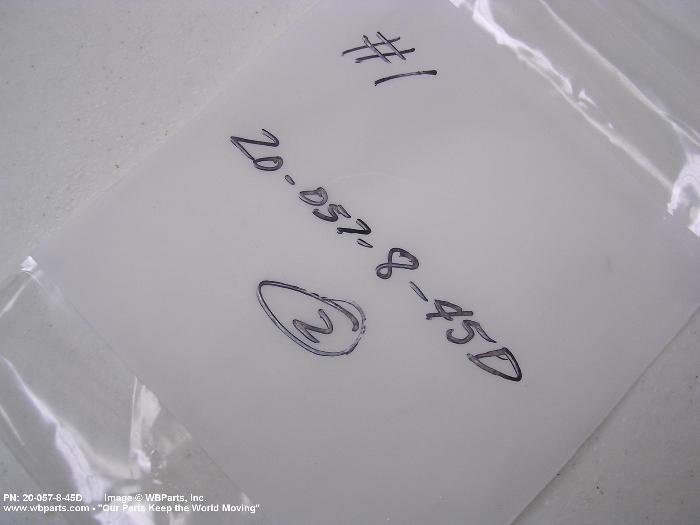 #1
20-057-8-45D
2
PN: 20-057-8-45D Image © WBParts, Inc.
www.wbparts.com - "Our Parts Keep the World Moving"